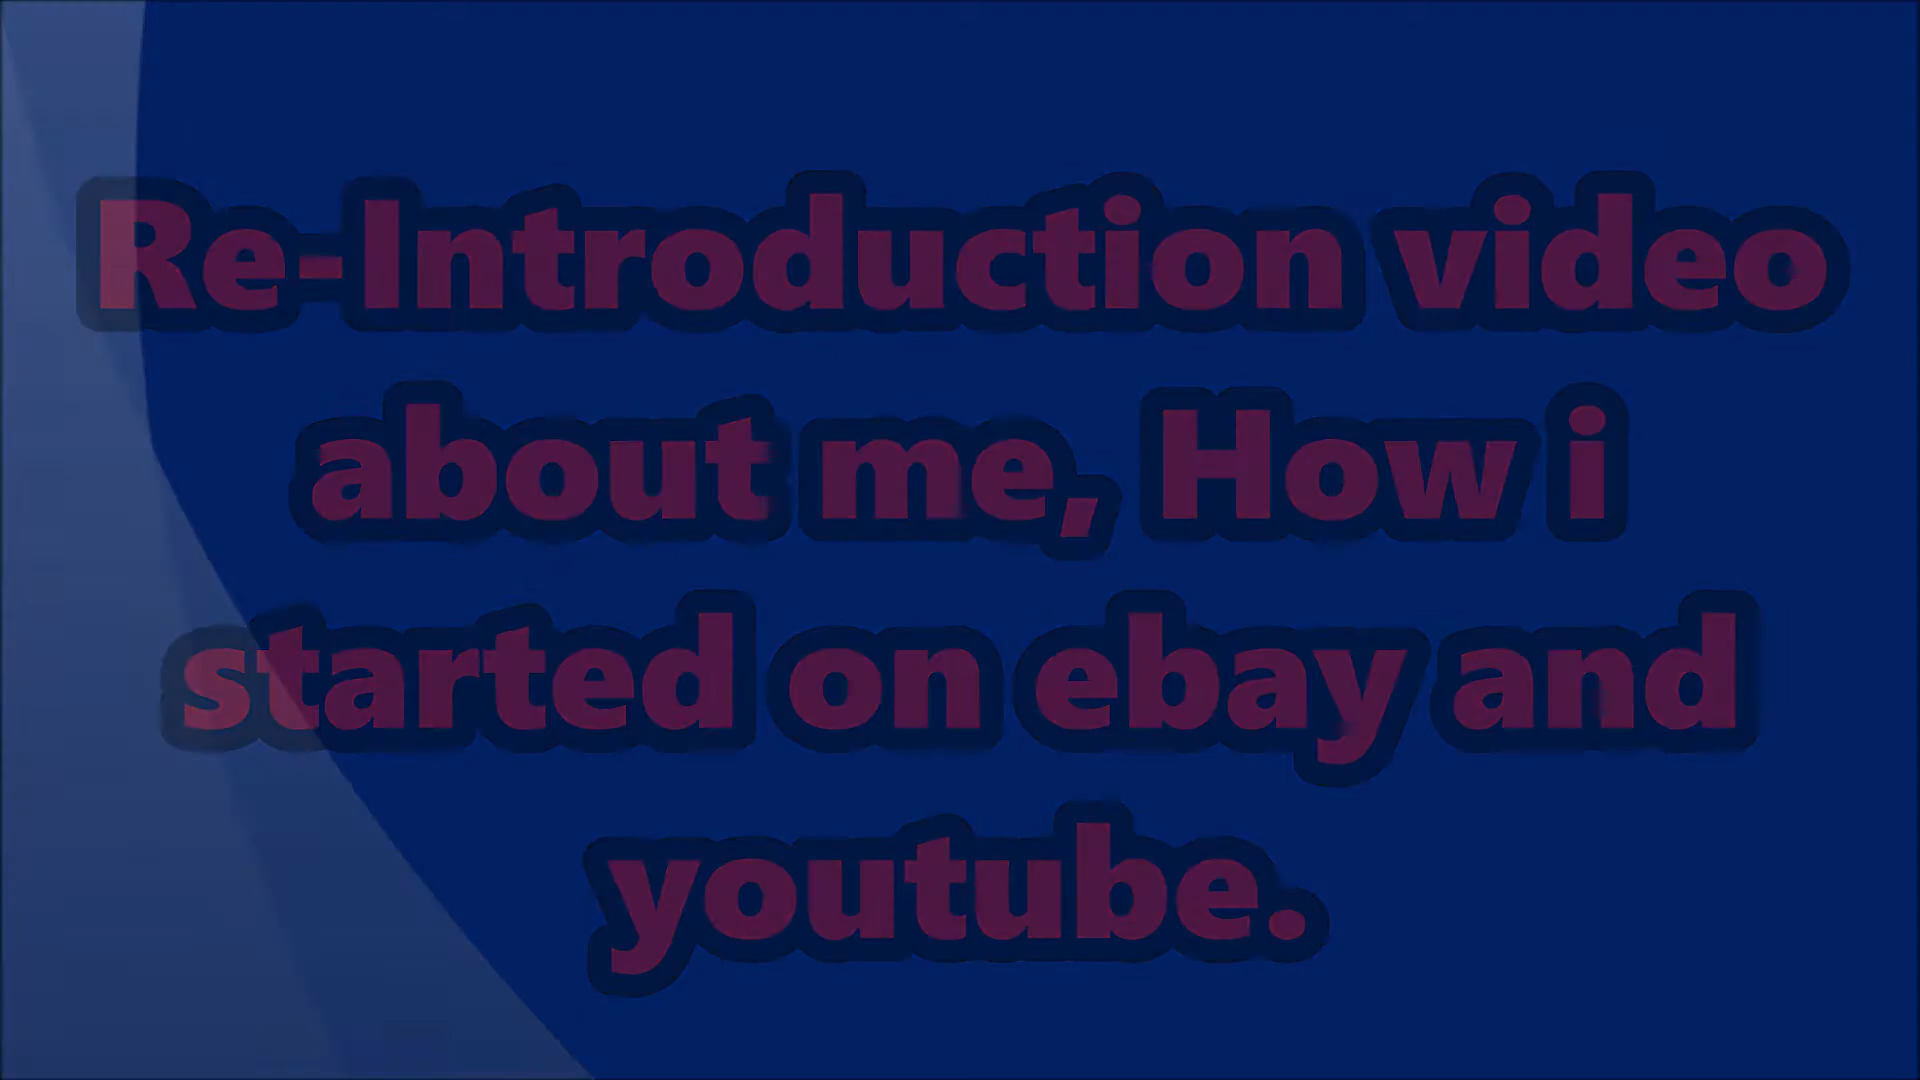 Re-Introduction video
about me, How i
started on ebay and
youtube.